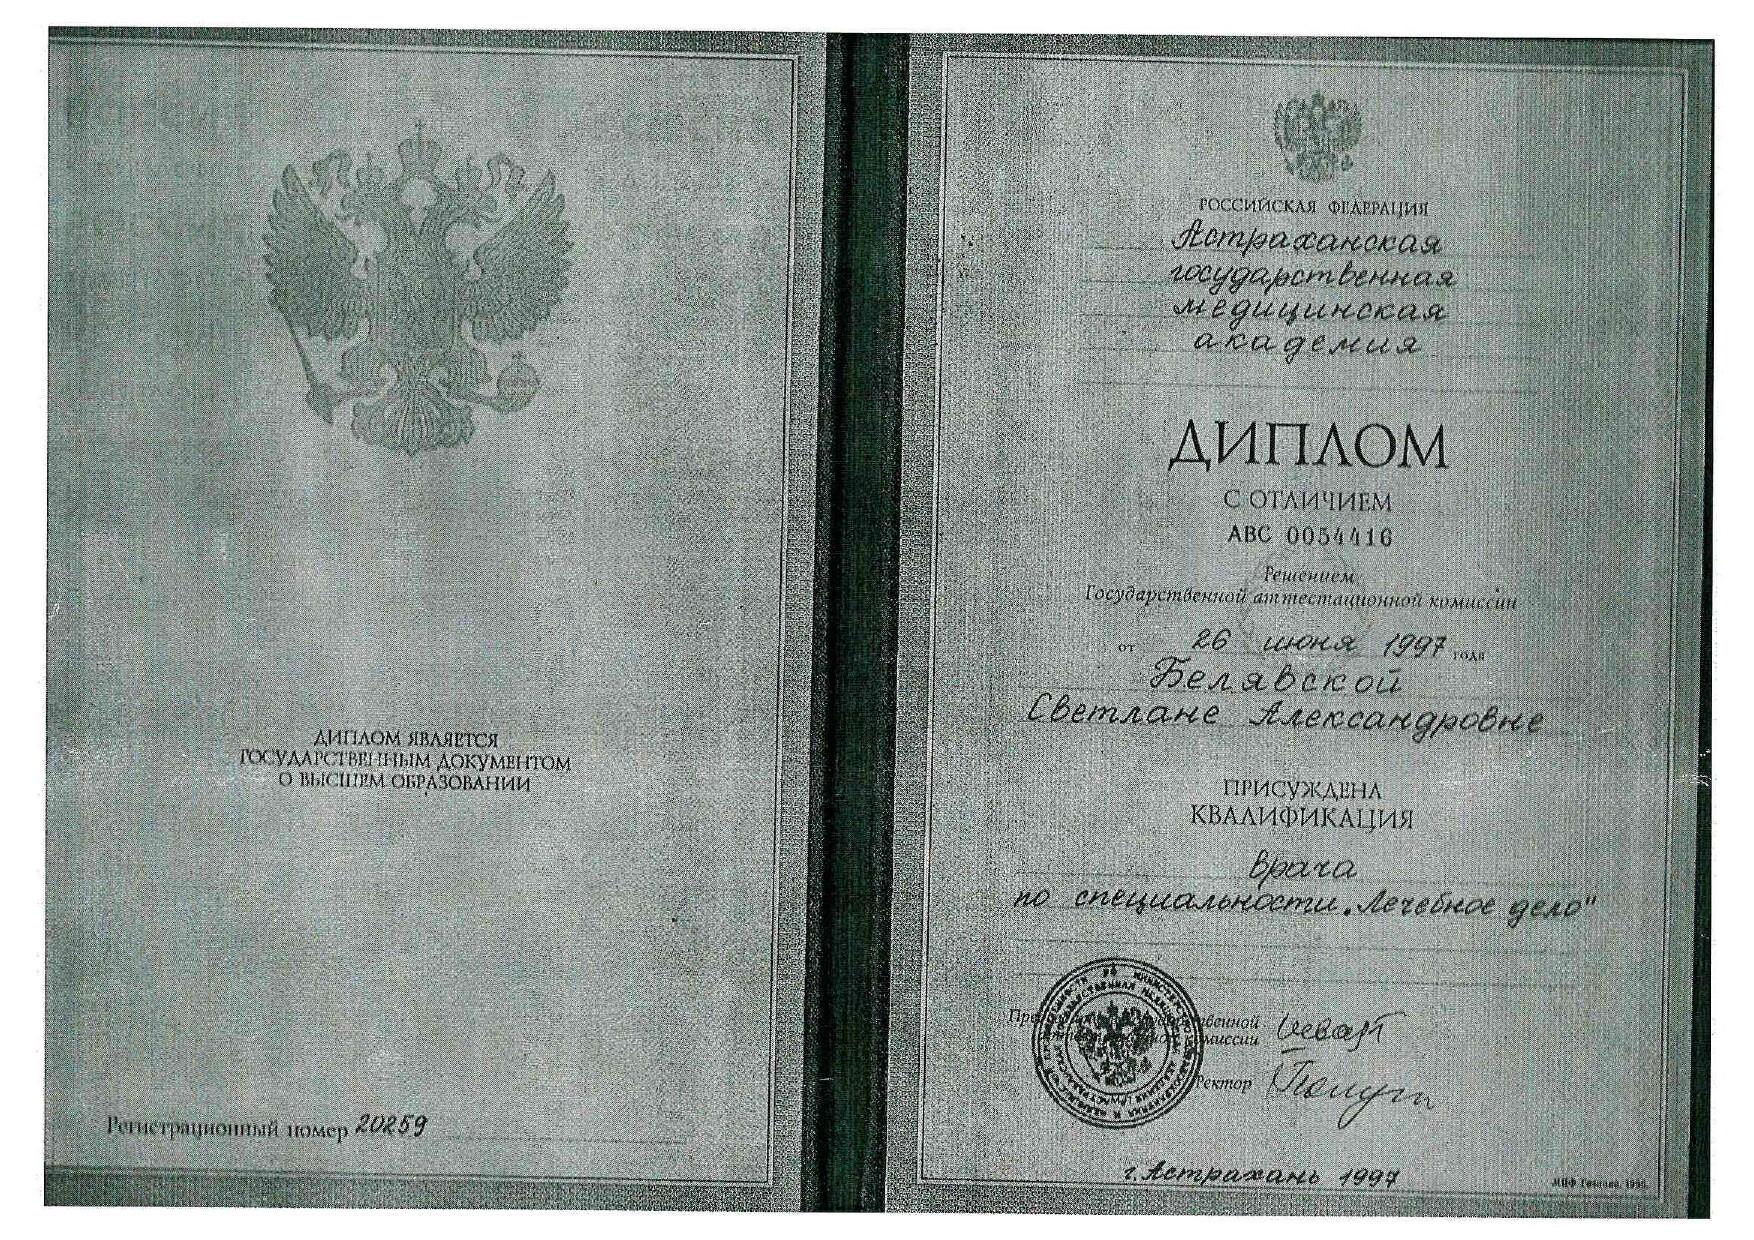 ДИПЛОМ ЯВЛЯЕТСЯ
ГОСУДАРСТВЕННЫМ ДОКУМЕНТОМ
О ВЫСШЕМ ОБРАЗОВАНИИ
Регистрационный номер 20259
РОССИЙСКАЯ ФЕДЕРАЦИЯ
Астраханская
государственная
медицинская
академия
ДИПЛОМ
С ОТЛИЧИЕМ
АВС 0054416
Решением
Государственной аттестационной комиссии
от 26 июня 1997 года
Белявской
Светлане Александровне
ПРИСУЖДЕНА
КВАЛИФИКАЦИЯ
врача
по специальности „Лечебное дело"
Ректор
г. Астрахань 1997